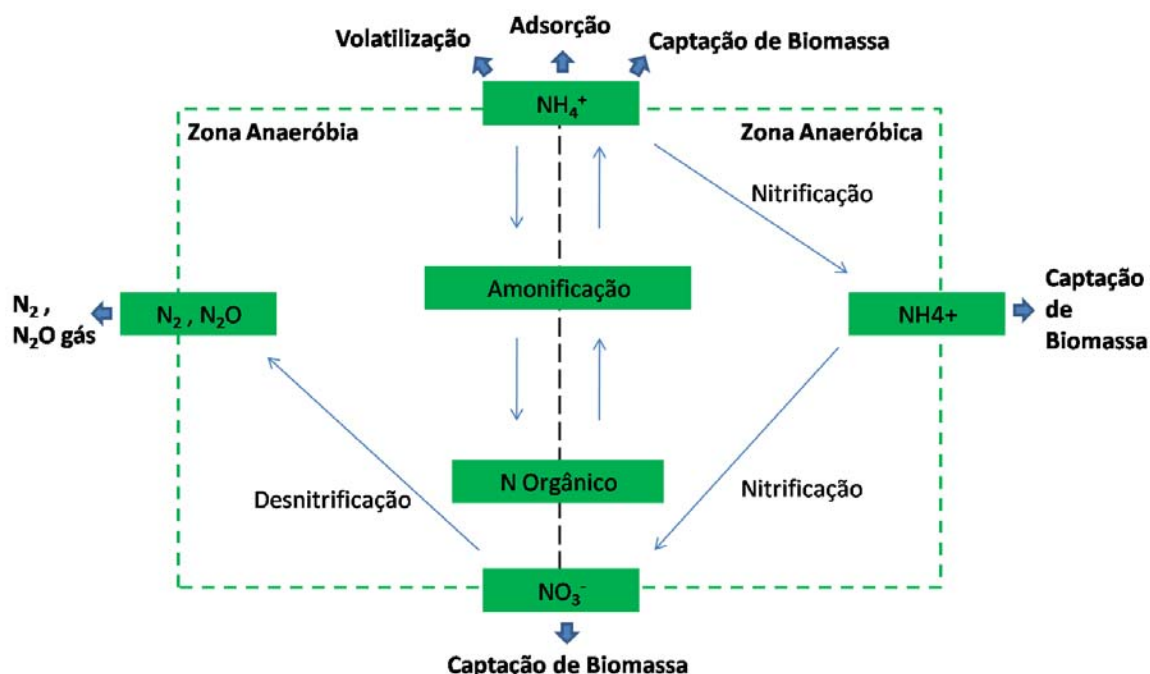 Adsorção
Volatilização
Captação de Biomassa
NH₄⁺
Zona Anaeróbia
Zona Anaeróbica
Nitrificação
Amonificação
N₂ , N₂O
N₂ ,
N₂O gás
NH4+
Captação
de
Biomassa
N Orgânico
Desnitrificação
Nitrificação
NO₃⁻
Captação de Biomassa